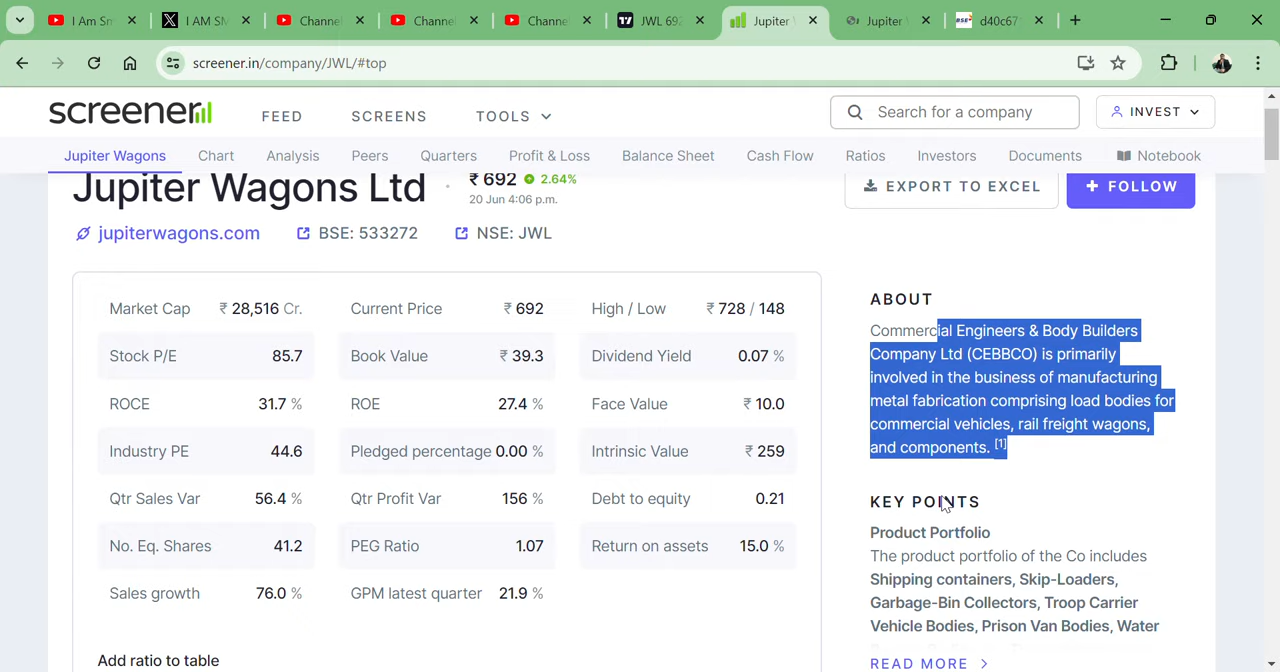 I Am Sm
I AM SM
Channe
Channe
Channe
JWL 692
Jupiter W
Jupiter W
d40c67
screener.in/company/JWL/#top
screener
FEED
SCREENS
TOOLS
Search for a company
INVEST
Jupiter Wagons
Chart
Analysis
Peers
Quarters
Profit & Loss
Balance Sheet
Cash Flow
Ratios
Investors
Documents
Notebook
Jupiter Wagons Ltd
₹ 692
2.64%
20 Jun 4:06 p.m.
EXPORT TO EXCEL
+ FOLLOW
jupiterwagons.com
BSE: 533272
NSE: JWL
Market Cap ₹ 28,516 Cr.
Current Price ₹ 692
High / Low ₹ 728 / 148
Stock P/E 85.7
Book Value ₹ 39.3
Dividend Yield 0.07 %
ROCE 31.7 %
ROE 27.4 %
Face Value ₹ 10.0
Industry PE 44.6
Pledged percentage 0.00 %
Intrinsic Value ₹ 259
Qtr Sales Var 56.4 %
Qtr Profit Var 156 %
Debt to equity 0.21
No. Eq. Shares 41.2
PEG Ratio 1.07
Return on assets 15.0 %
Sales growth 76.0 %
GPM latest quarter 21.9 %
Add ratio to table
ABOUT
Commercial Engineers & Body Builders
Company Ltd (CEBBCO) is primarily
involved in the business of manufacturing
metal fabrication comprising load bodies for
commercial vehicles, rail freight wagons,
and components. [1]
KEY POINTS
Product Portfolio
The product portfolio of the Co includes
Shipping containers, Skip-Loaders,
Garbage-Bin Collectors, Troop Carrier
Vehicle Bodies, Prison Van Bodies, Water
READ MORE